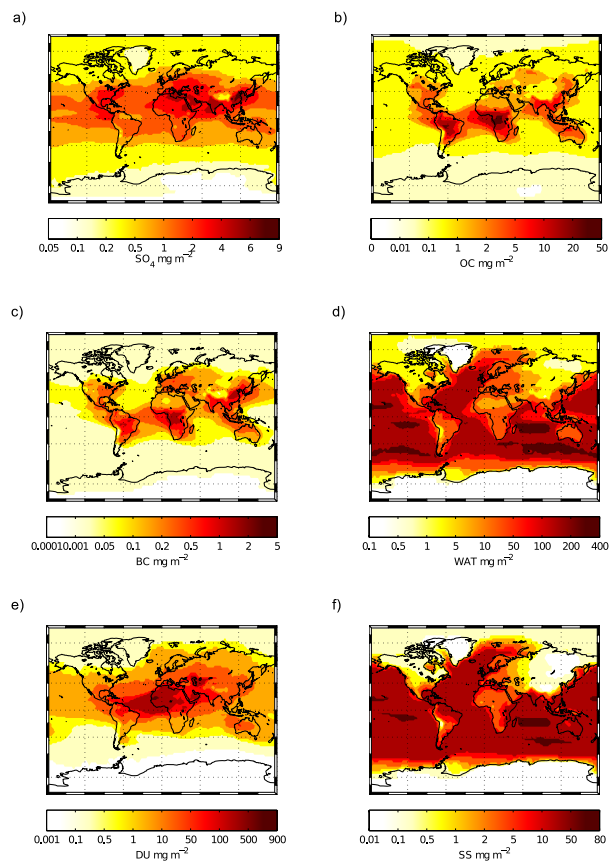 a)
b)
0.05 0.1 0.2 0.5 1 2 4 6 9
SO4 mg m−2
0 0.01 0.1 1 2 5 10 20 50
OC mg m−2
c)
d)
0.00010.001 0.05 0.1 0.2 0.5 1 2 5
BC mg m−2
0.1 0.5 1 5 10 50 100 200 400
WAT mg m−2
e)
f)
0.001 0.1 0.5 1 10 50 100 500 900
DU mg m−2
0.01 0.1 0.5 1 2 5 10 50 80
SS mg m−2